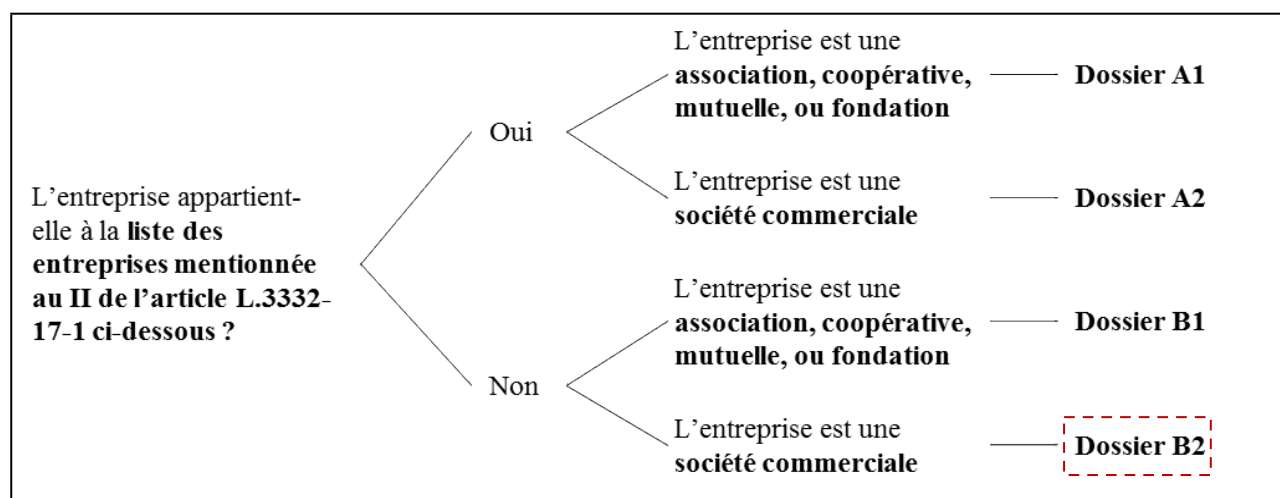 L'entreprise appartient-
elle à la liste des
entreprises mentionnée
au II de l'article L.3332-
17-1 ci-dessous ?
Oui
L'entreprise est une
association, coopérative,
mutuelle, ou fondation
Dossier A1
L'entreprise est une
société commerciale
Dossier A2
Non
L'entreprise est une
association, coopérative,
mutuelle, ou fondation
Dossier B1
L'entreprise est une
société commerciale
Dossier B2